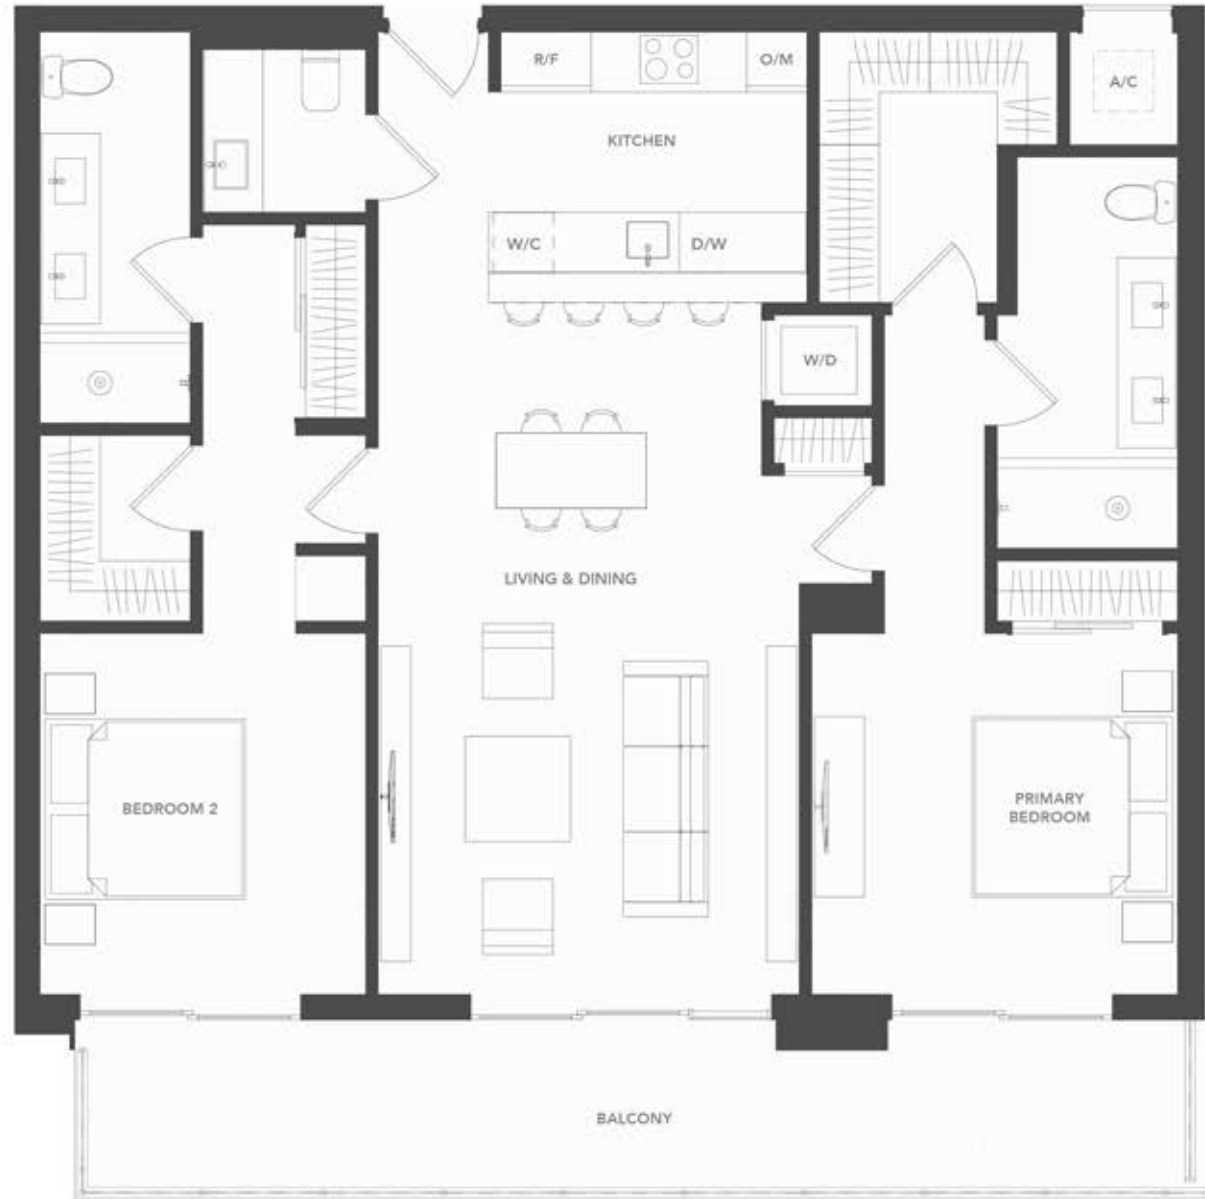 R/F
O/M
A/C
KITCHEN
W/C
D/W
W/D
LIVING & DINING
BEDROOM 2
PRIMARY
BEDROOM
BALCONY